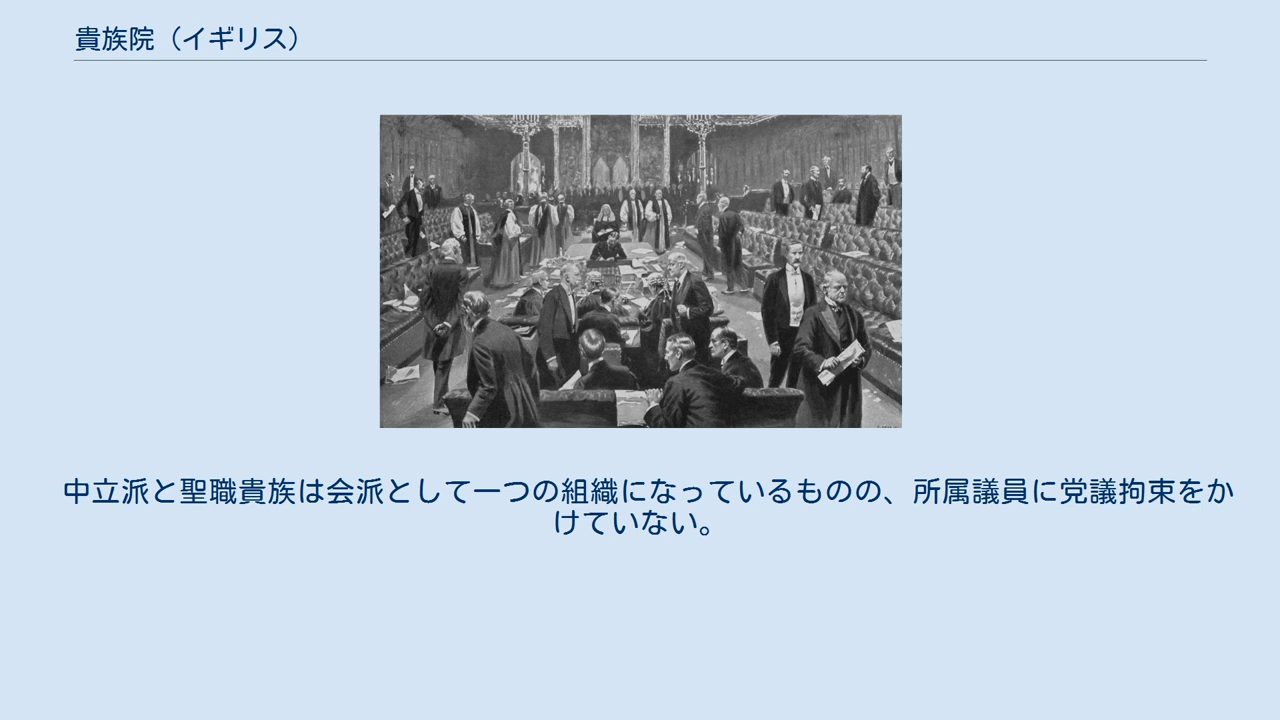 貴族院（イギリス）
中立派と聖職貴族は会派として一つの組織になっているものの、所属議員に党議拘束をか
けていない。